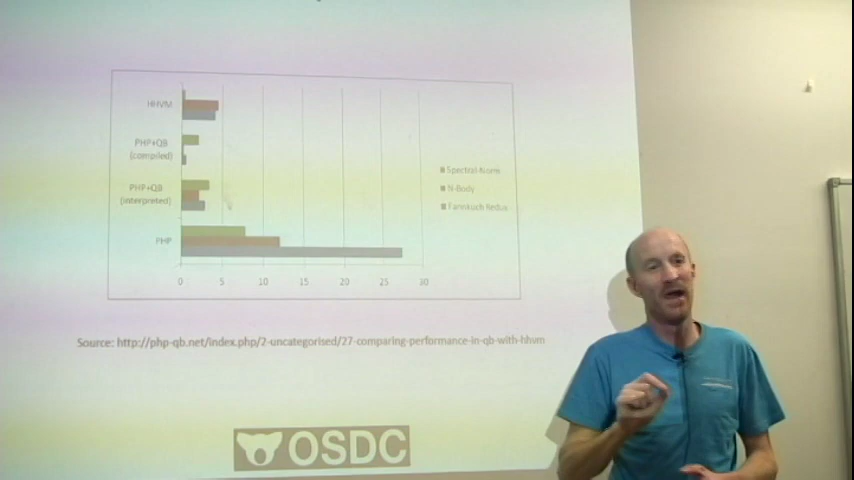 HHVM
PHP+QB
(compiled)
PHP+QB
(interpreted)
PHP
0 5 10 15 20 25 30
Spectral-Norm
N-Body
Fannkuch Redux
Source: http://php-qb.net/index.php/2-uncategorised/27-comparing-performance-in-qb-with-hhvm
OSDC